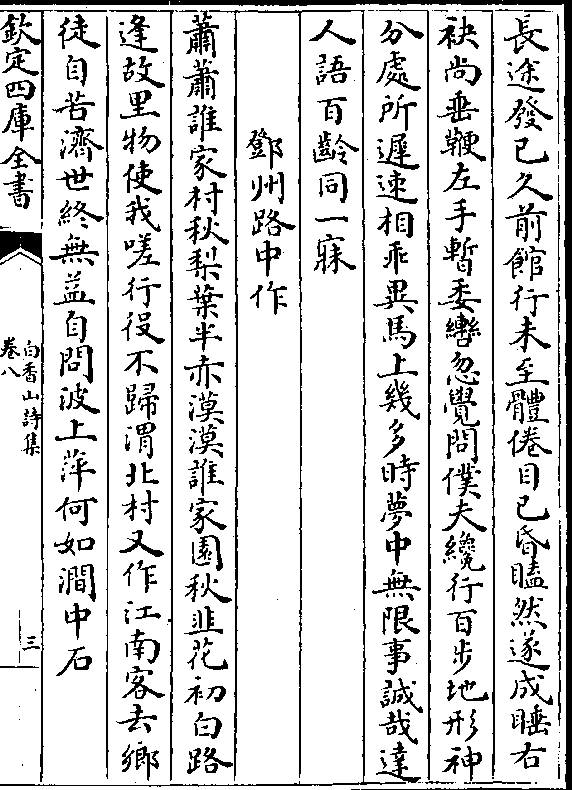 長途發已久前館行未至體倦目已昏瞌然遂成睡右
袂尚垂鞭左手暫委轡忽覺問僕夫纔行百步地形神
分處所遲速相乖異馬上幾多時夢中無限事誠哉達
人語百齡同一寐
鄧州路中作
蕭蕭誰家村秋梨葉半赤漠漠誰家園秋韭花初白路
逢故里物使我嗟行役不歸渭北村又作江南客去鄉
徒自苦濟世終無益自問波上萍何如澗中石
欽定四庫全書
白香山詩集
卷八
三